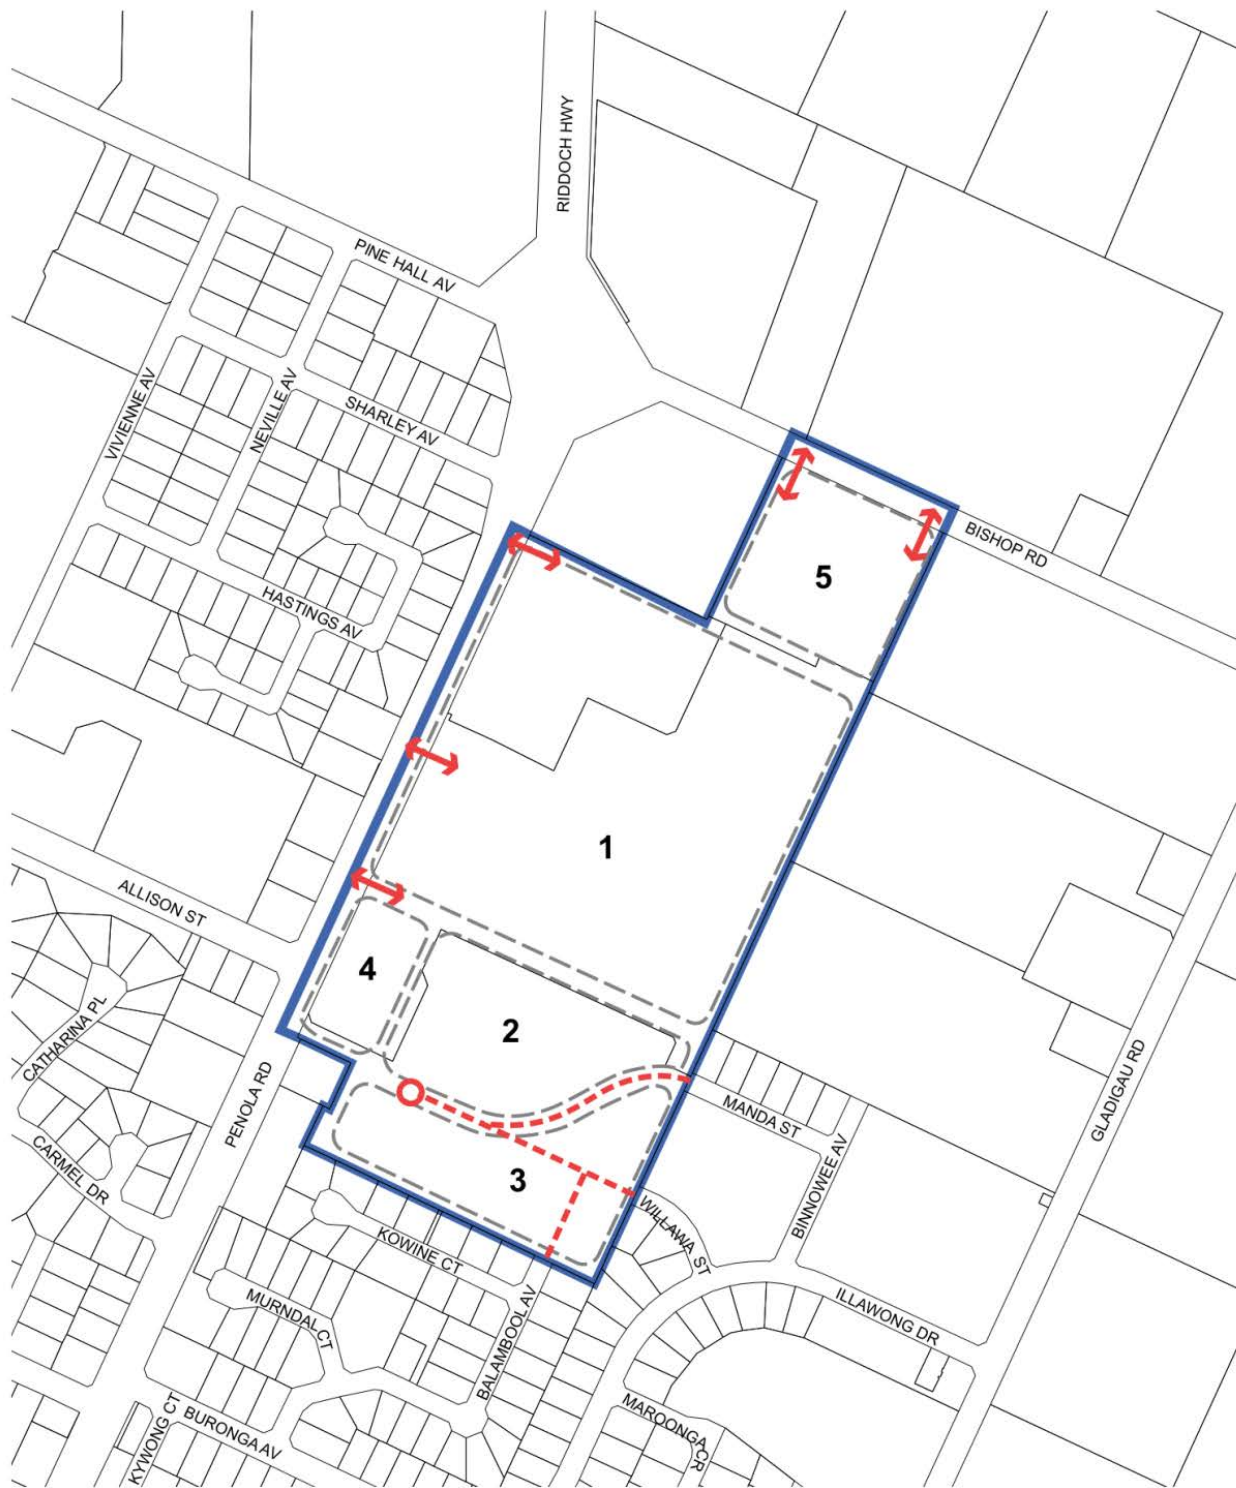 RIDDOCH HWY
PINE HALL AV
VIVIENNE AV
NEVILLE AV
SHARLEY AV
HASTINGS AV
BISHOP RD
5
1
ALLISON ST
4
2
CATHARINA PL
PENOLA RD
MANDA ST
GLADIGAU RD
CARMEL DR
3
BINNOWEE AV
WILLAWA ST
KOWINE CT
MURNDAL CT
BALAMBOOL AV
ILLAWONG DR
KYWONG CT
BURONGA AV
MAROONGA CR